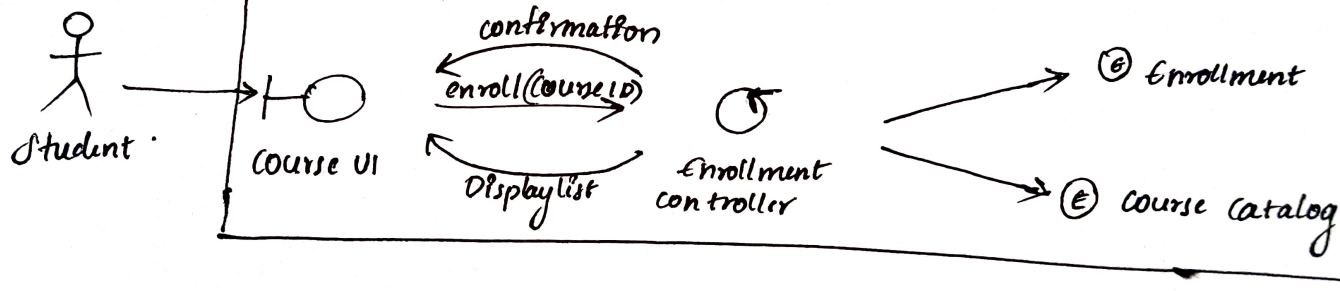 confirmation
enroll(courseID)
Displaylist
Student
Course UI
Enrollment
controller
E Enrollment
E Course Catalog